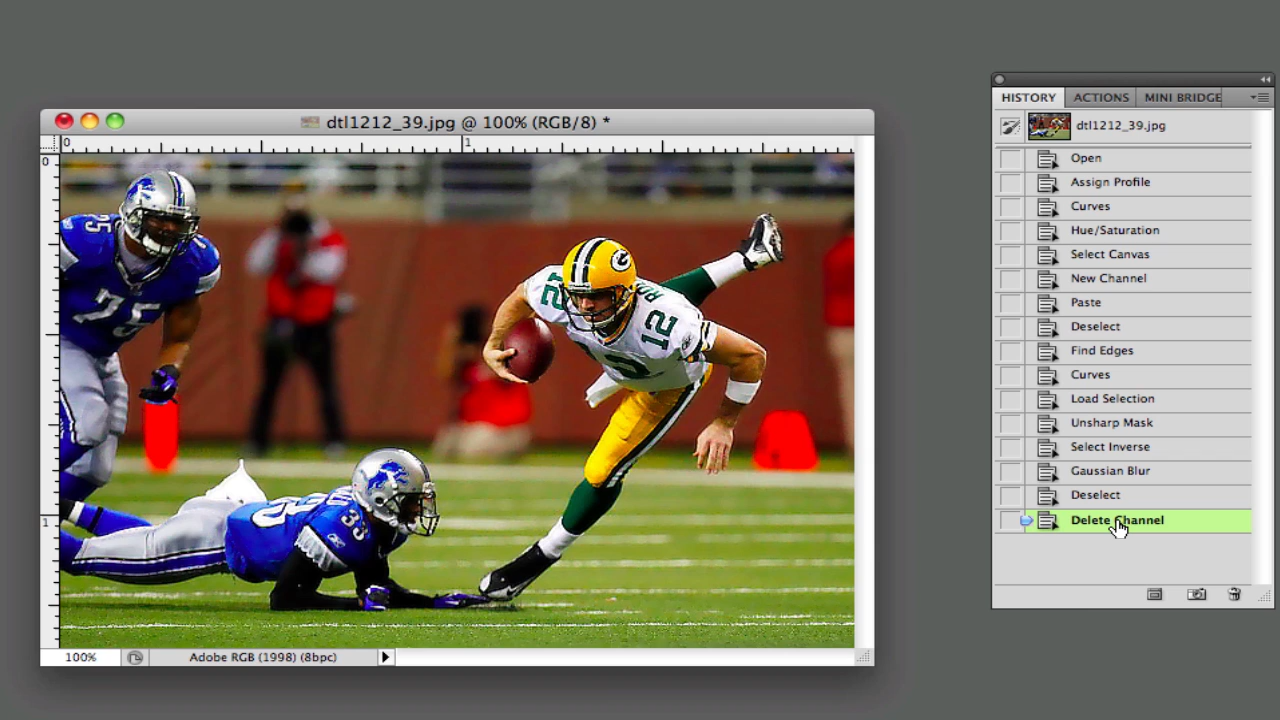 dtl1212_39.jpg @ 100% (RGB/8) *
0 1
0
1
75
75
12
12
33
G
100%
Adobe RGB (1998) (8bpc)
HISTORY ACTIONS MINI BRIDGE
dtl1212_39.jpg
Open
Assign Profile
Curves
Hue/Saturation
Select Canvas
New Channel
Paste
Deselect
Find Edges
Curves
Load Selection
Unsharp Mask
Select Inverse
Gaussian Blur
Deselect
Delete Channel